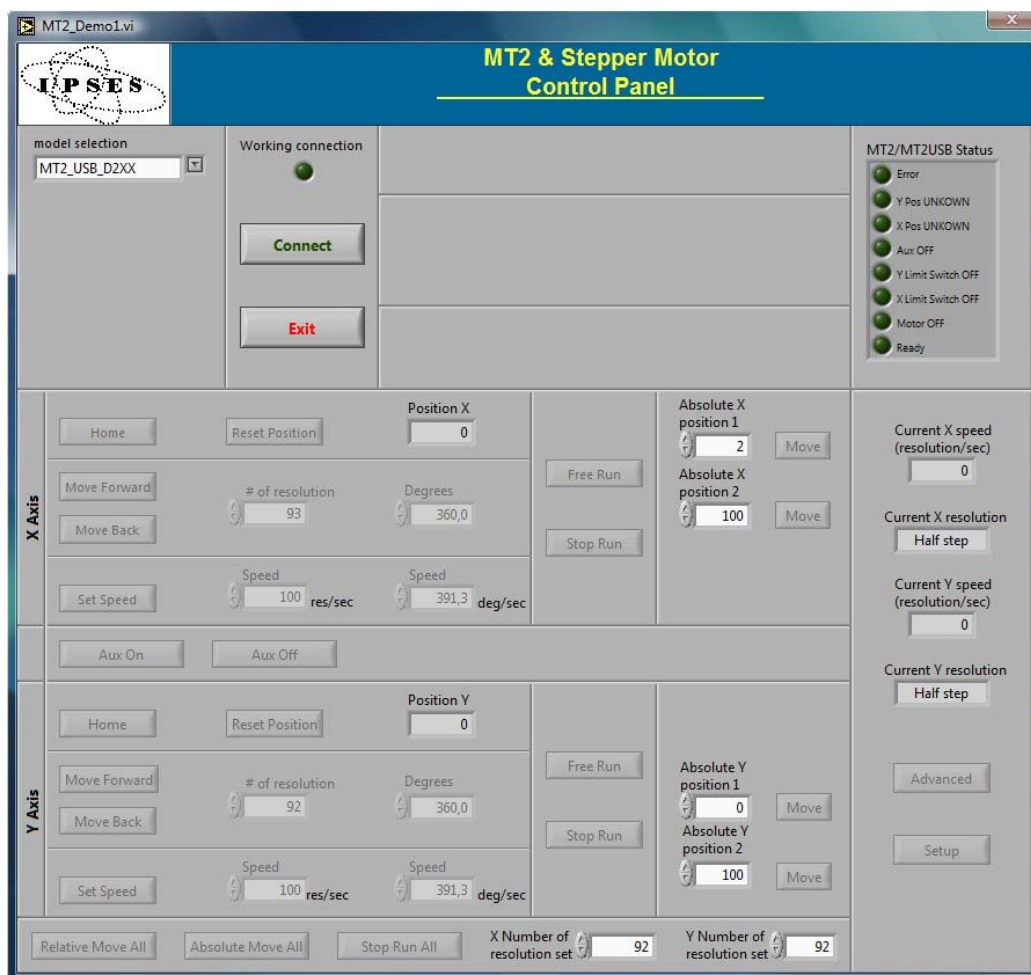 MT2_Demo1.vi
x
IPSES
MT2 & Stepper Motor
Control Panel
model selection
MT2_USB_D2XX
Working connection
Connect
Exit
MT2/MT2USB Status
Error
Y Pos UNKOWN
X Pos UNKOWN
Aux OFF
Y Limit Switch OFF
X Limit Switch OFF
Motor OFF
Ready
X Axis
Home
Reset Position
Position X
0
Move Forward
Move Back
# of resolution
93
Degrees
360,0
Set Speed
Speed
100 res/sec
Speed
391,3 deg/sec
Free Run
Stop Run
Absolute X
position 1
2
Move
Absolute X
position 2
100
Move
Current X speed
(resolution/sec)
0
Current X resolution
Half step
Current Y speed
(resolution/sec)
0
Current Y resolution
Half step
Aux On
Aux Off
Y Axis
Home
Reset Position
Position Y
0
Move Forward
Move Back
# of resolution
92
Degrees
360,0
Set Speed
Speed
100 res/sec
Speed
391,3 deg/sec
Free Run
Stop Run
Absolute Y
position 1
0
Move
Absolute Y
position 2
100
Move
Advanced
Setup
Relative Move All
Absolute Move All
Stop Run All
X Number of
resolution set
92
Y Number of
resolution set
92